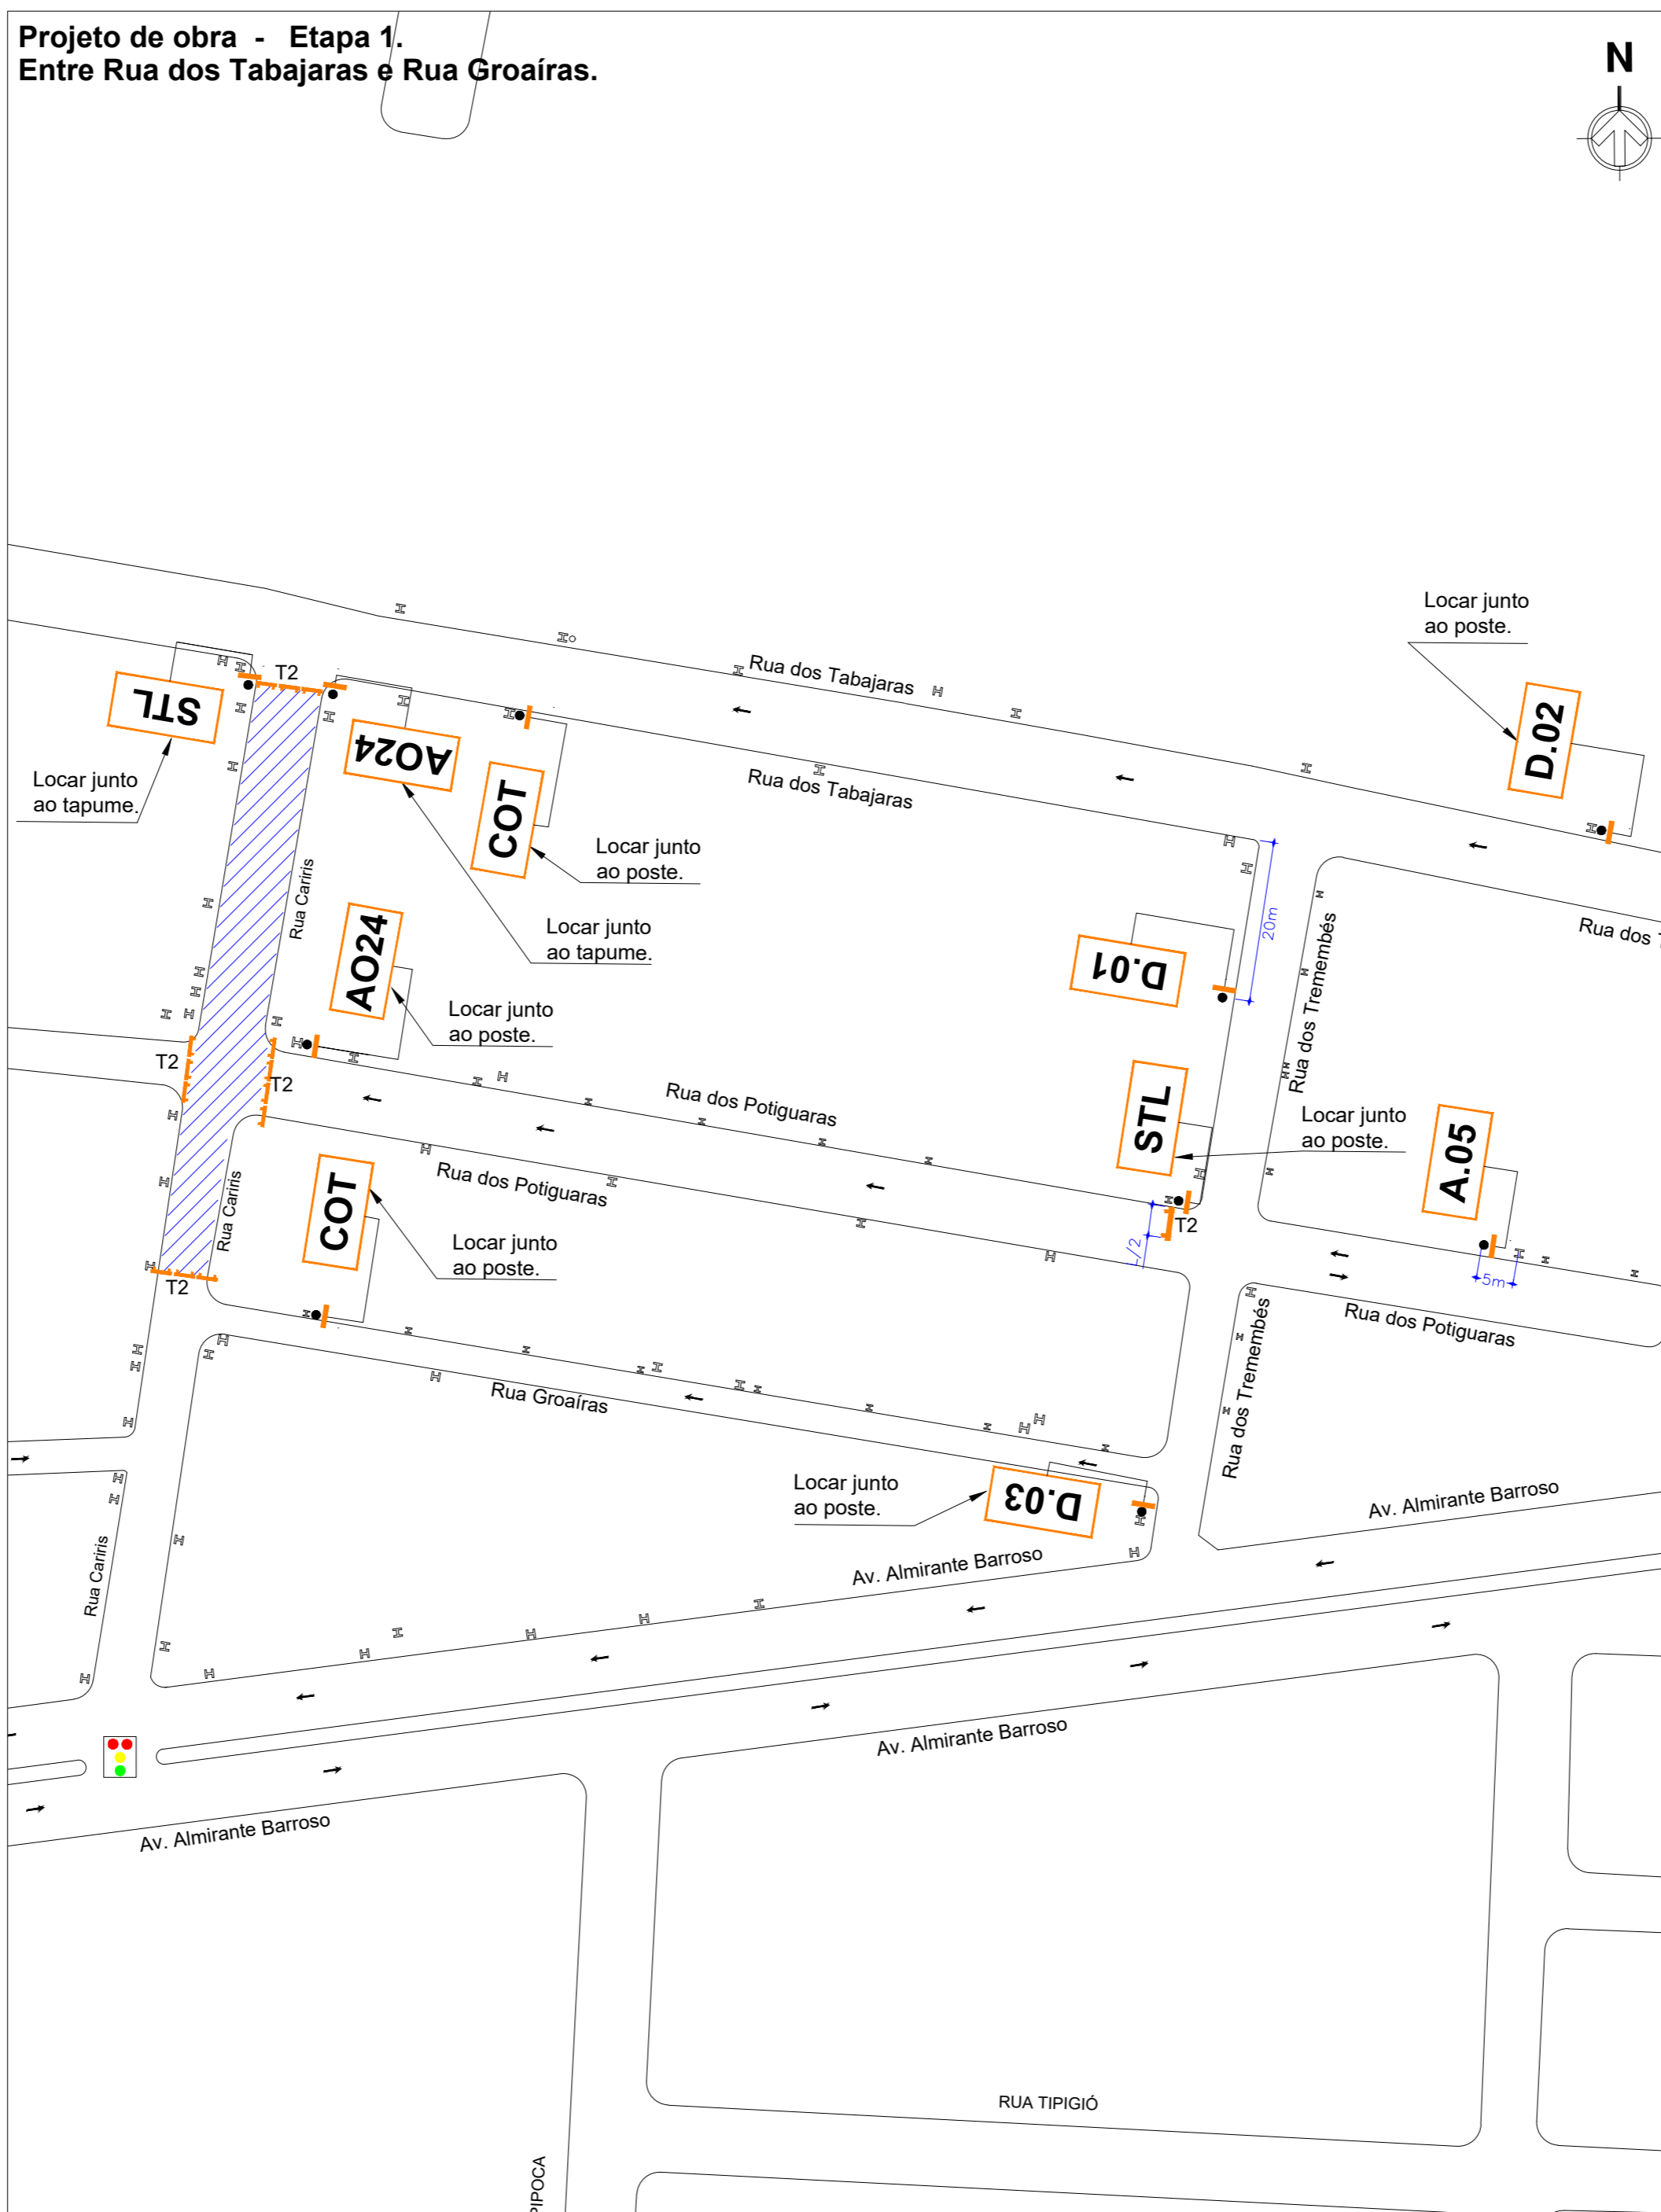 Projeto de obra - Etapa 1.
Entre Rua dos Tabajaras e Rua Groaíras.
N
Locar junto
ao poste.
D.02
Rua dos Tabajaras
T2
STL
Locar junto
ao tapume.
AO24
COT
Rua dos Tabajaras
Locar junto
ao poste.
Locar junto
ao tapume.
Rua Cariris
20m
Rua dos
D.01
Rua dos Tremembés
AO24
Locar junto
ao poste.
T2
T2
Rua dos Potiguaras
STL
Locar junto
ao poste.
A.05
Rua dos Potiguaras
Rua Cariris
COT
Locar junto
ao poste.
T2
L/2
T2
5m
Rua dos Potiguaras
Rua dos Tremembés
Rua Groaíras
Locar junto
ao poste.
D.03
Av. Almirante Barroso
Av. Almirante Barroso
Rua Cariris
Av. Almirante Barroso
Av. Almirante Barroso
RUA TIPIGIÓ
PIPOCA